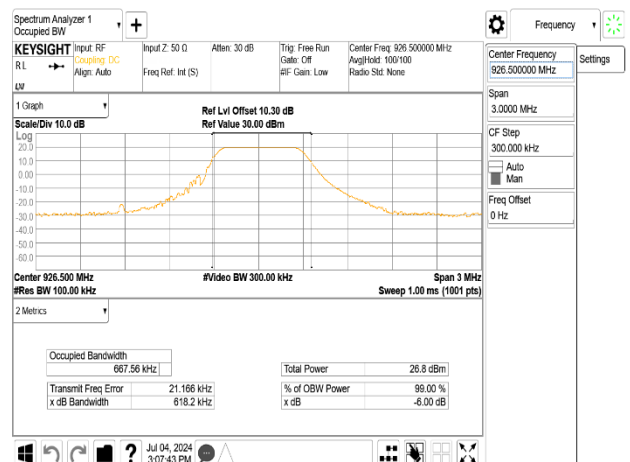 Spectrum Analyzer 1
Occupied BW
Frequency
Settings
KEYSIGHT
RL
LM
Input: RF
Coupling: DC
Align: Auto
Input Z: 50 Ω
Freq Ref: Int (S)
Atten: 30 dB
Trig: Free Run
Gate: Off
#IF Gain: Low
Center Freq: 926.500000 MHz
Avg|Hold: 100/100
Radio Std: None
Center Frequency
926.500000 MHz
Span
3.0000 MHz
CF Step
300.000 kHz
Auto
Man
Freq Offset
0 Hz
1 Graph
Scale/Div 10.0 dB
Ref Lvl Offset 10.30 dB
Ref Value 30.00 dBm
Log
20.0
10.0
0.00
-10.0
-20.0
-30.0
-40.0
-50.0
-60.0
Center 926.500 MHz
#Video BW 300.00 kHz
Span 3 MHz
#Res BW 100.00 kHz
Sweep 1.00 ms (1001 pts)
2 Metrics
Occupied Bandwidth
667.56 kHz
Total Power 26.8 dBm
Transmit Freq Error 21.166 kHz
% of OBW Power 99.00 %
x dB Bandwidth 618.2 kHz
x dB -6.00 dB
?
Jul 04, 2024
3:07:43 PM